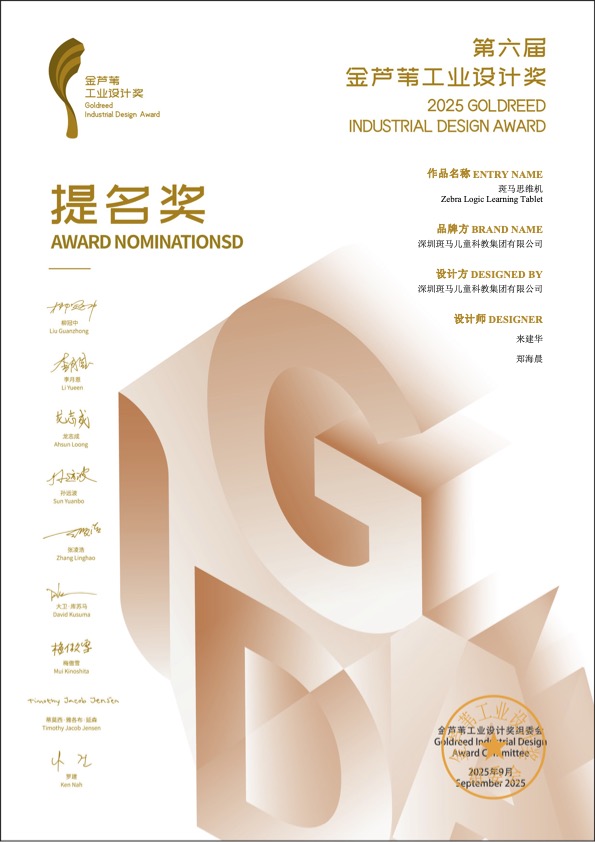 金芦苇
工业设计奖
Goldreed
Industrial Design Award
第六届
金芦苇工业设计奖
2025 GOLDREED
INDUSTRIAL DESIGN AWARD
提名奖
AWARD NOMINATIONSD
作品名称 ENTRY NAME
斑马思维机
Zebra Logic Learning Tablet
品牌方 BRAND NAME
深圳斑马儿童科教集团有限公司
设计方 DESIGNED BY
深圳斑马儿童科教集团有限公司
设计师 DESIGNER
来建华
郑海晨
柳冠中
Liu Guanzhong
李月恩
Li Yueen
龙志成
Ahsun Loong
孙远波
Sun Yuanbo
张凌浩
Zhang Linghao
大卫·库苏马
David Kusuma
梅傲雪
Mui Kinoshita
Timothy Jacob Jensen
蒂莫西·雅各布·延森
Timothy Jacob Jensen
罗建
Ken Nah
GIDA
金芦苇工业设计奖组委会
Goldreed Industrial Design
Award Committee
2025年9月
September 2025